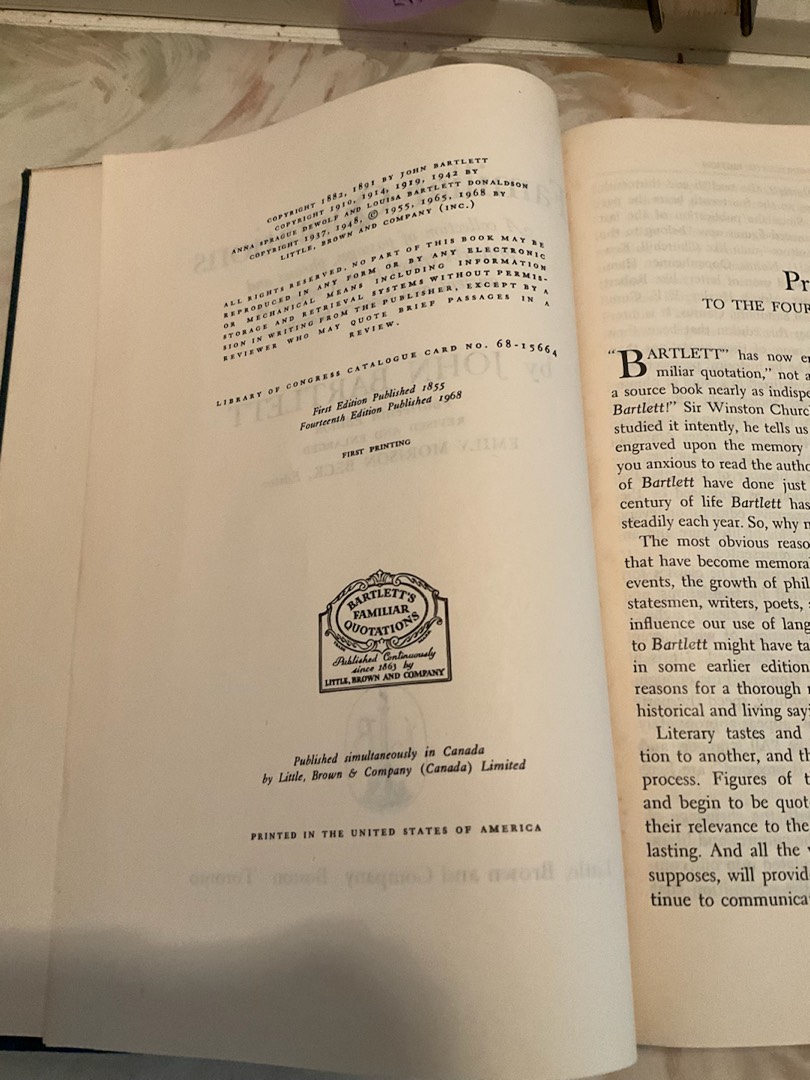 COPYRIGHT 1882, 1891 BY JOHN BARTLETT
COPYRIGHT 1910, 1914, 1919, 1942 BY
ANNA SPRAGUE DEWOLF AND LOUISA BARTLETT DONALDSON
COPYRIGHT 1937, 1948, © 1955, 1965, 1968 BY
LITTLE, BROWN AND COMPANY (INC.)
ALL RIGHTS RESERVED. NO PART OF THIS BOOK MAY BE
REPRODUCED IN ANY FORM OR BY ANY ELECTRONIC
OR MECHANICAL MEANS INCLUDING INFORMATION
STORAGE AND RETRIEVAL SYSTEMS WITHOUT PERMIS-
SION IN WRITING FROM THE PUBLISHER, EXCEPT BY A
REVIEWER WHO MAY QUOTE BRIEF PASSAGES IN A
REVIEW.
LIBRARY OF CONGRESS CATALOGUE CARD NO. 68-15664
First Edition Published 1855
Fourteenth Edition Published 1968
FIRST PRINTING
BARTLETT'S
FAMILIAR
QUOTATIONS
Published Continuously
since 1863 by
LITTLE, BROWN AND COMPANY
Published simultaneously in Canada
by Little, Brown & Company (Canada) Limited
PRINTED IN THE UNITED STATES OF AMERICA
Pr
TO THE FOUR
"BARTLETT" has now e
miliar quotation," not a
a source book nearly as indispe
Bartlett!" Sir Winston Churc
studied it intently, he tells us
engraved upon the memory
you anxious to read the autho
of Bartlett have done just
century of life Bartlett has
steadily each year. So, why
The most obvious reaso
that have become memora
events, the growth of phil
statesmen, writers, poets,
influence our use of lang
to Bartlett might have ta
in some earlier edition
reasons for a thorough
historical and living say
Literary tastes and
tion to another, and th
process. Figures of t
and begin to be quot
their relevance to the
lasting. And all the
supposes, will provid
tinue to communica